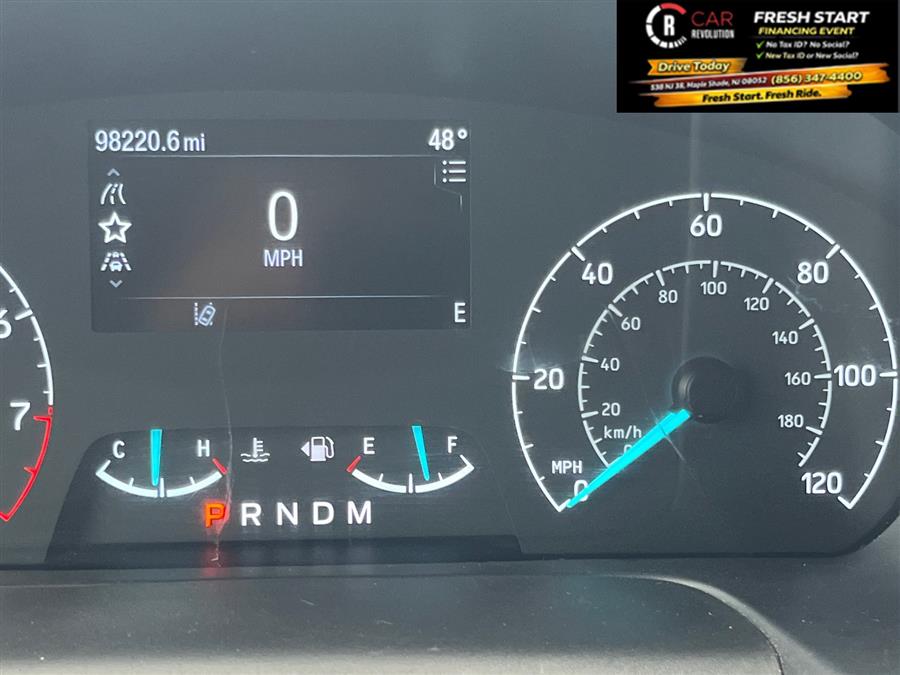 R
CAR
REVOLUTION
FRESH START
FINANCING EVENT
✓ No Tax ID? No Social?
✓ New Tax ID or New Social?
Drive Today
538 NJ 38, Maple Shade, NJ 08052 (856) 347-4400
Fresh Start. Fresh Ride.
98220.6 mi 48°
0
MPH
E
6
7
C H
E F
P R N D M
0 20 40 60 80 100 120
MPH
0 20 40 60 80 100 120 140 160 180
km/h